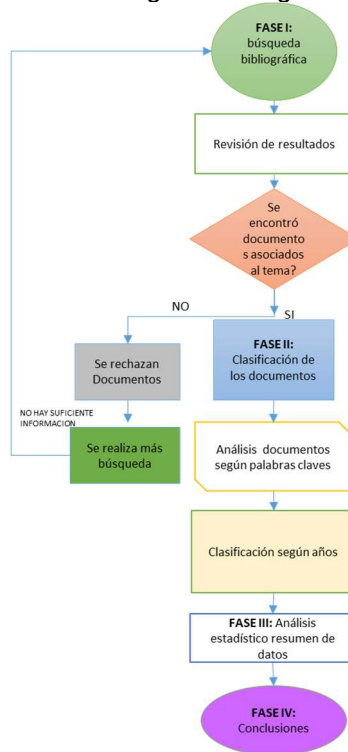 FASE I:
búsqueda
bibliográfica
Revisión de resultados
Se
encontró
documento
s asociados
al tema?
NO
SI
Se rechazan
Documentos
FASE II:
Clasificación de
los documentos
NO HAY SUFICIENTE
INFORMACION
Se realiza más
búsqueda
Análisis documentos
según palabras claves
Clasificación según años
FASE III: Análisis
estadístico resumen de
datos
FASE IV:
Conclusiones